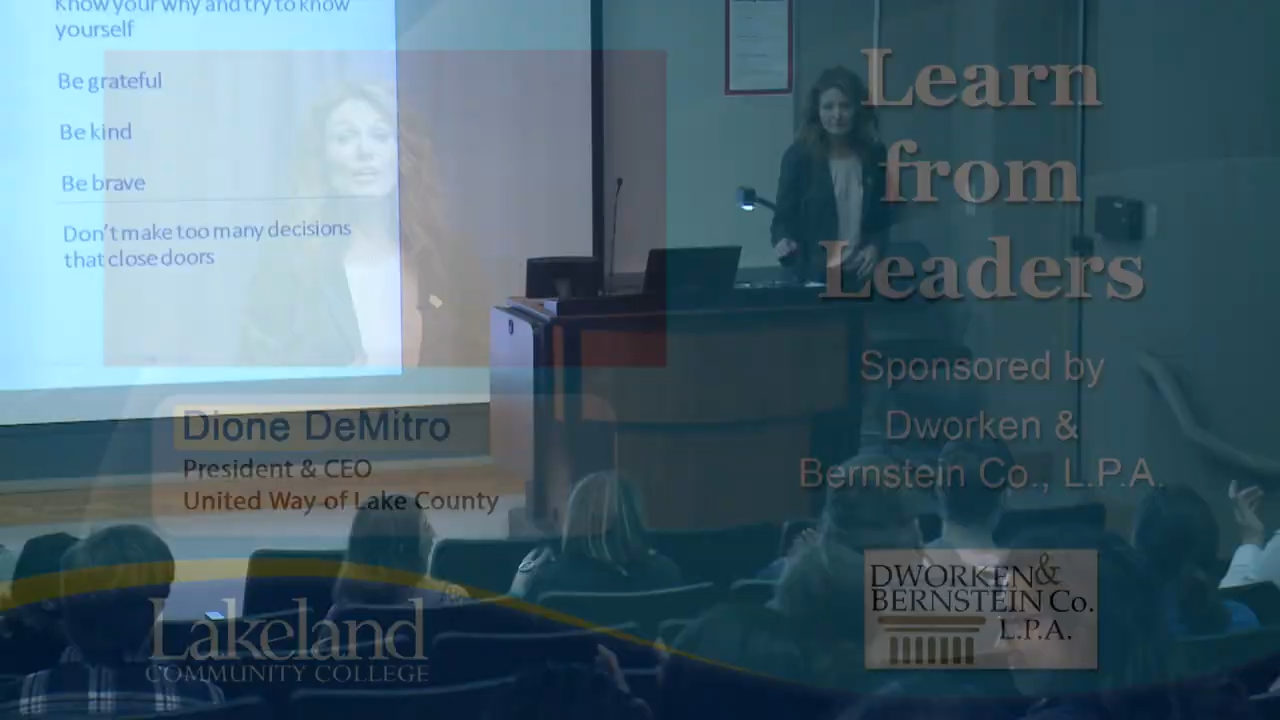 Know your why and try to know
yourself
Be grateful
Be kind
Be brave
Don't make too many decisions
that close doors
Learn
from
Leaders
Sponsored by
Dworken &
Bernstein Co., L.P.A.
Dione DeMitro
President & CEO
United Way of Lake County
Lakeland
COMMUNITY COLLEGE
DWORKEN &
BERNSTEIN Co.
L.P.A.